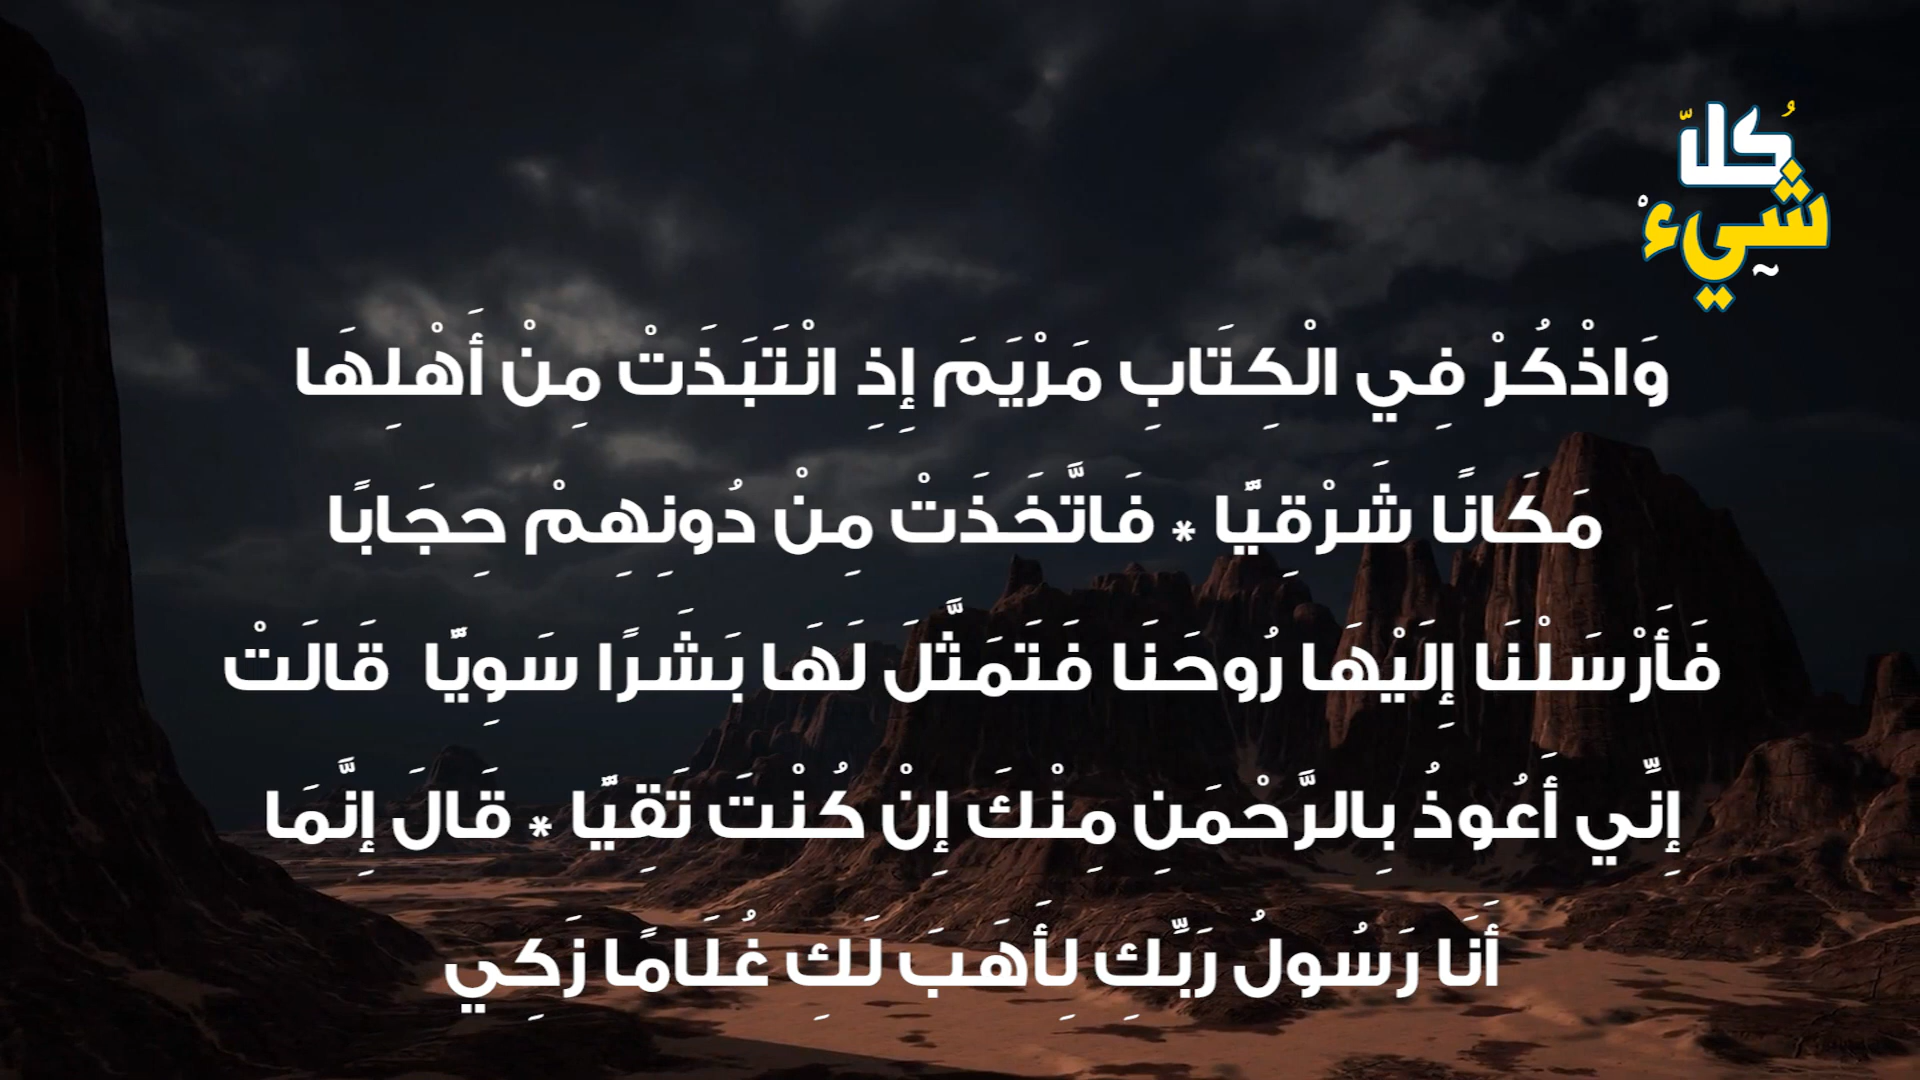 كُلّ
شَيْءٍ
وَاذْكُرْ فِي الْكِتَابِ مَرْيَمَ إِذِ انْتَبَذَتْ مِنْ أَهْلِهَا
مَكَانًا شَرْقِيًّا * فَاتَّخَذَتْ مِنْ دُونِهِمْ حِجَابًا
فَأَرْسَلْنَا إِلَيْهَا رُوحَنَا فَتَمَثَّلَ لَهَا بَشَرًا سَوِيًّا قَالَتْ
إِنِّي أَعُوذُ بِالرَّحْمَنِ مِنْكَ إِنْ كُنْتَ تَقِيًّا * قَالَ إِنَّمَا
أَنَا رَسُولُ رَبِّكِ لِأَهَبَ لَكِ غُلَامًا زَكِي